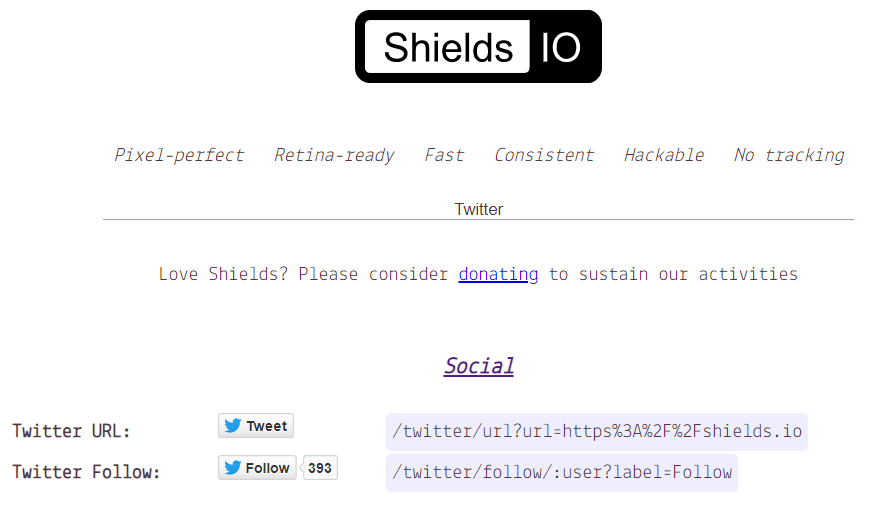 Shields IO
Pixel-perfect Retina-ready Fast Consistent Hackable No tracking
Twitter
Love Shields? Please consider donating to sustain our activities
Social
Twitter URL: Tweet /twitter/url?url=https%3A%2F%2Fshields.io
Twitter Follow: Follow 393 /twitter/follow/:user?label=Follow